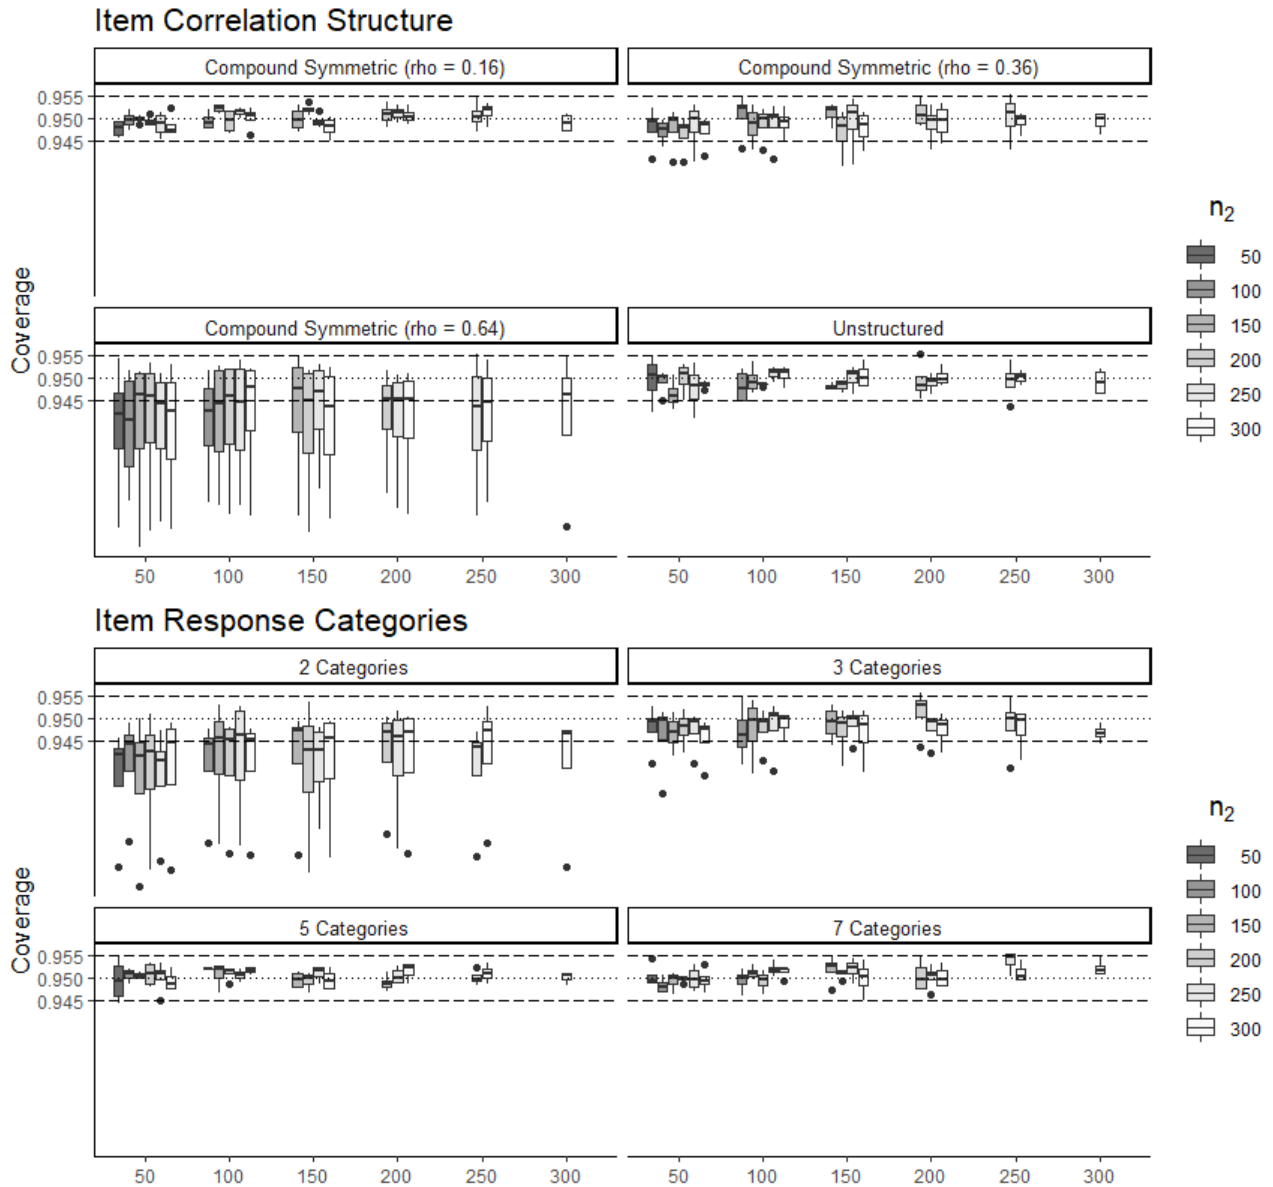 Item Correlation Structure
Compound Symmetric (rho = 0.16)
Compound Symmetric (rho = 0.36)
0.955
0.950
0.945
Coverage
Compound Symmetric (rho = 0.64)
Unstructured
0.955
0.950
0.945
50 100 150 200 250 300
50 100 150 200 250 300
n2
50
100
150
200
250
300
Item Response Categories
2 Categories
3 Categories
0.955
0.950
0.945
Coverage
5 Categories
7 Categories
0.955
0.950
0.945
50 100 150 200 250 300
50 100 150 200 250 300
n2
50
100
150
200
250
300